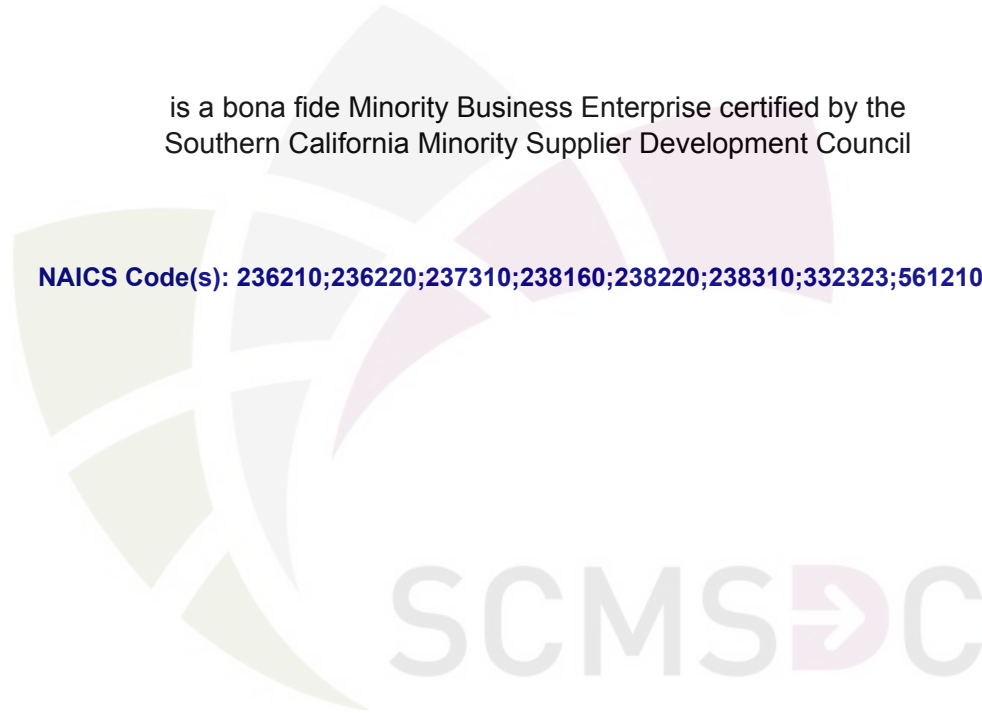 is a bona fide Minority Business Enterprise certified by the
Southern California Minority Supplier Development Council
NAICS Code(s): 236210;236220;237310;238160;238220;238310;332323;561210
SCMSDC